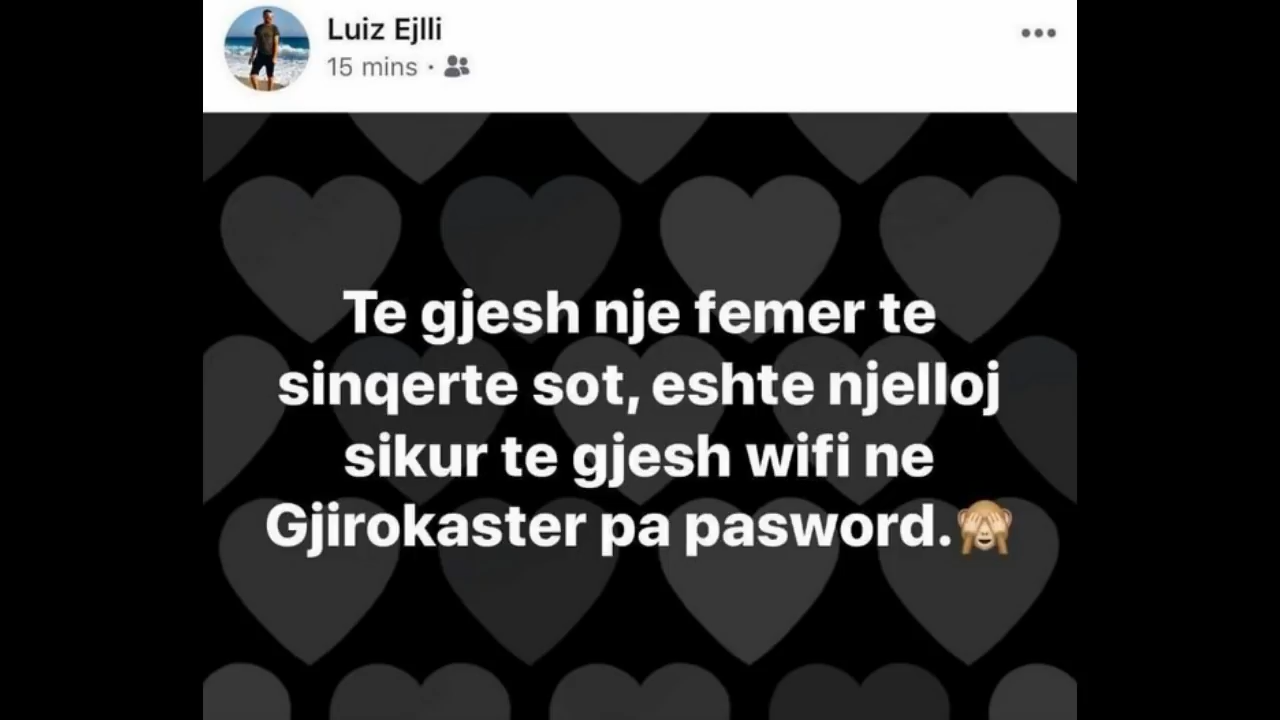 Luiz Ejlli
15 mins ·
Te gjesh nje femer te
sinqerte sot, eshte njelloj
sikur te gjesh wifi ne
Gjirokaster pa pasword.🙈